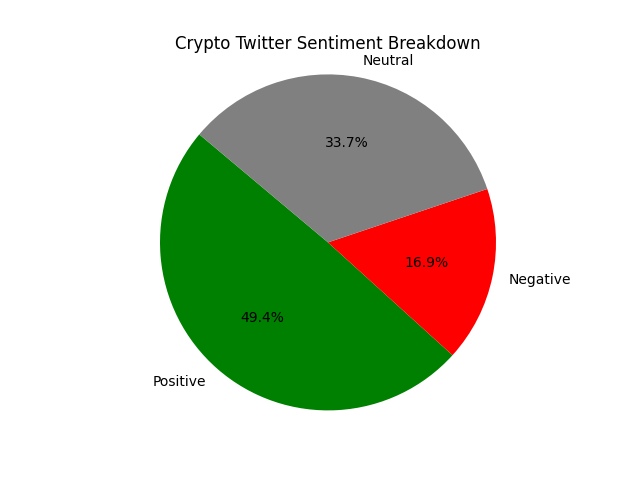 Crypto Twitter Sentiment Breakdown
Neutral
33.7%
16.9%
Negative
49.4%
Positive